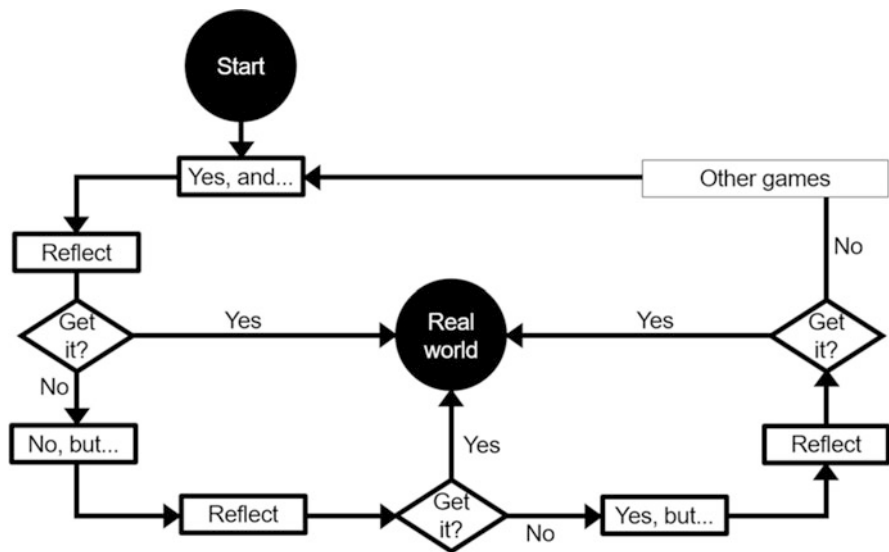 Start
Yes, and...
Other games
Reflect
No
Get
it?
Yes
Real
world
Yes
Get
it?
No
No, but...
Yes
Reflect
Reflect
Get
it?
No
Yes, but...